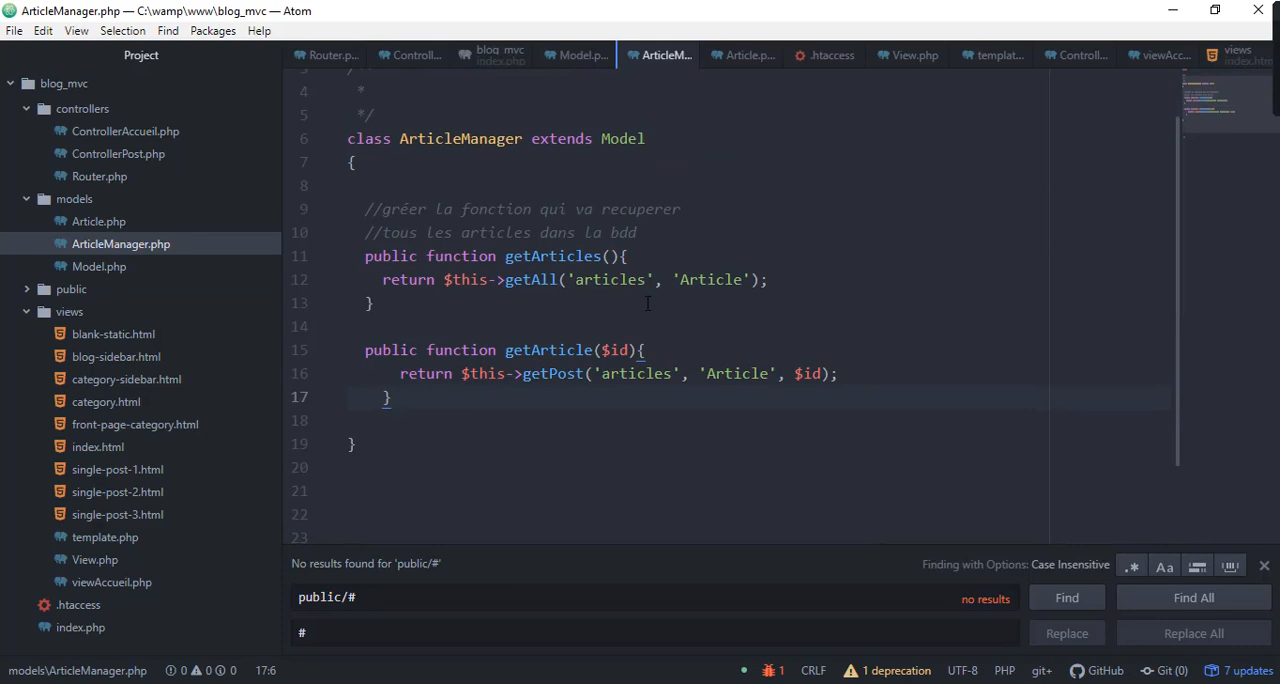 ArticleManager.php — C:\wamp\www\blog_mvc — Atom
File Edit View Selection Find Packages Help
Project
Router.p... Controll... blog_mvc index.php Model.p... ArticleM... Article.p... .htaccess View.php templat... Controll... viewAcc... views index.htm
blog_mvc
controllers
ControllerAccueil.php
ControllerPost.php
Router.php
models
Article.php
ArticleManager.php
Model.php
public
views
blank-static.html
blog-sidebar.html
category-sidebar.html
category.html
front-page-category.html
index.html
single-post-1.html
single-post-2.html
single-post-3.html
template.php
View.php
viewAccueil.php
.htaccess
index.php
4 *
5 */
6 class ArticleManager extends Model
7 {
8
9 //gréer la fonction qui va recuperer
10 //tous les articles dans la bdd
11 public function getArticles(){
12 return $this->getAll('articles', 'Article');
13 }
14
15 public function getArticle($id){
16 return $this->getPost('articles', 'Article', $id);
17 }
18
19 }
20
21
22
23
No results found for 'public/#' Finding with Options: Case Insensitive .* Aa
public/# no results Find Find All
# Replace Replace All
models\ArticleManager.php 0 0 0 17:6 1 CRLF 1 deprecation UTF-8 PHP git+ GitHub Git (0) 7 updates